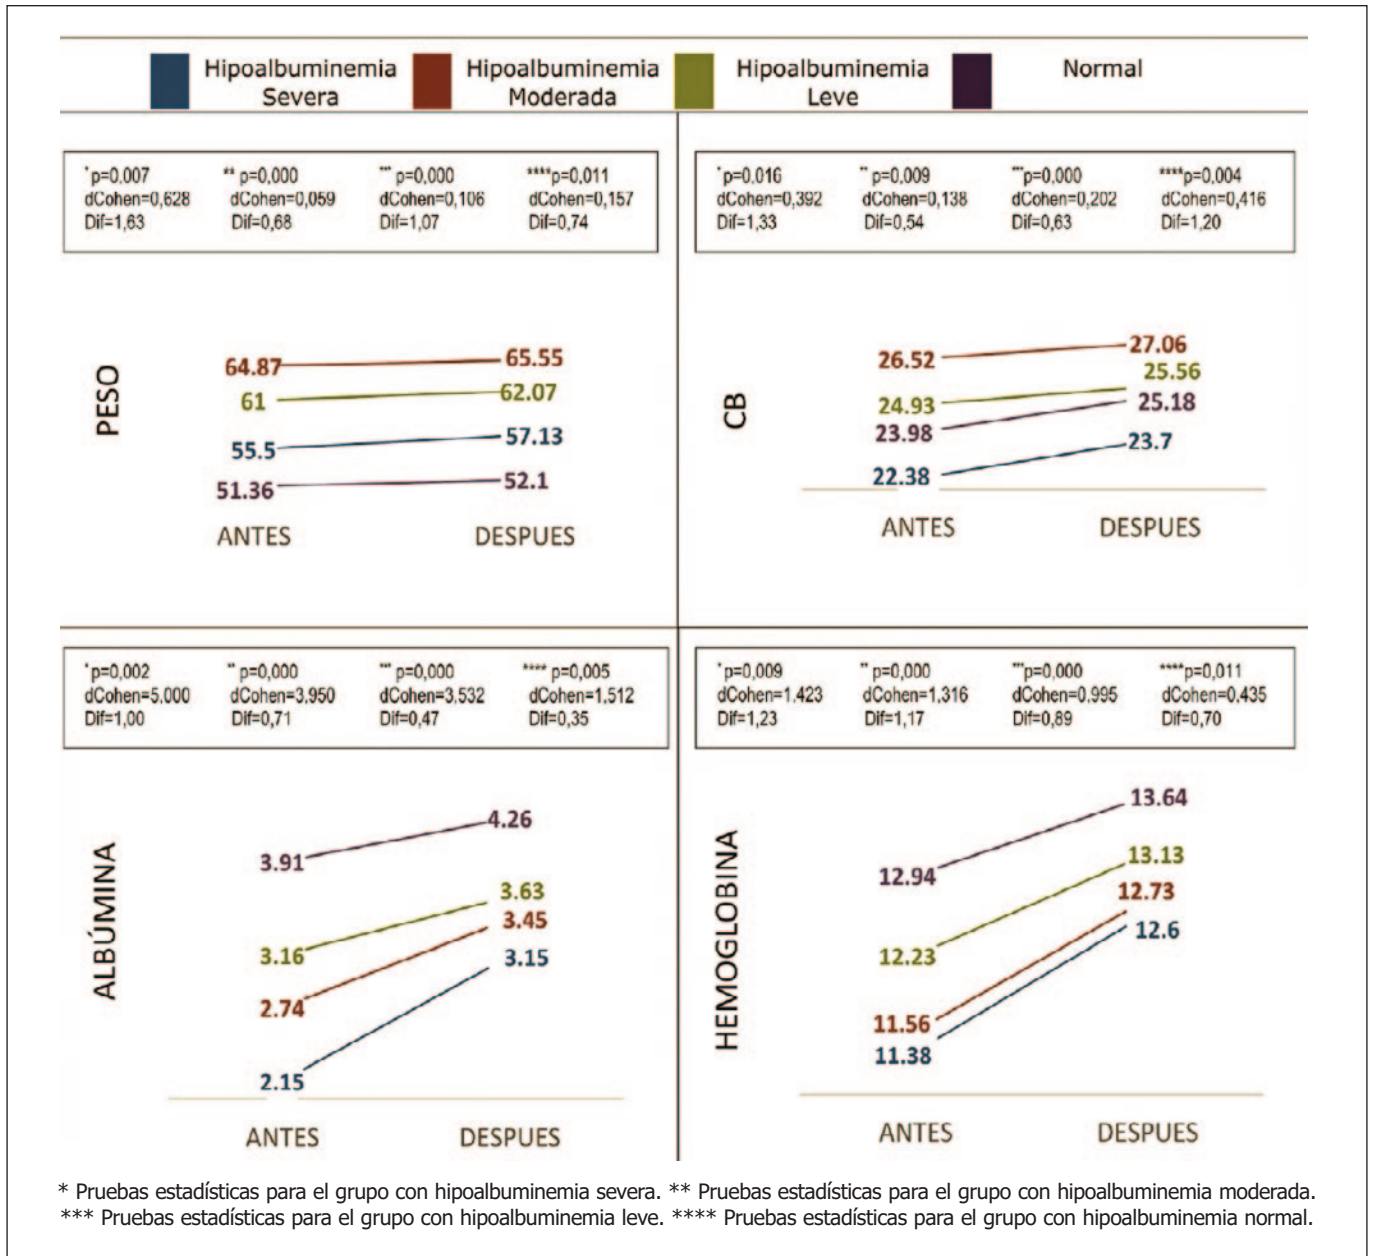 Hipoalbuminemia Severa
Hipoalbuminemia Moderada
Hipoalbuminemia Leve
Normal
*p=0,007 ** p=0,000 *** p=0,000 ****p=0,011
dCohen=0,628 dCohen=0,059 dCohen=0,106 dCohen=0,157
Dif=1,63 Dif=0,68 Dif=1,07 Dif=0,74
PESO
64.87 65.55
61 62.07
55.5 57.13
51.36 52.1
ANTES DESPUES
*p=0,016 ** p=0,009 ***p=0,000 ****p=0,004
dCohen=0,392 dCohen=0,138 dCohen=0,202 dCohen=0,416
Dif=1,33 Dif=0,54 Dif=0,63 Dif=1,20
CB
26.52 27.06
24.93 25.56
23.98 25.18
22.38 23.7
ANTES DESPUES
*p=0,002 ** p=0,000 *** p=0,000 **** p=0,005
dCohen=5.000 dCohen=3,950 dCohen=3,532 dCohen=1,512
Dif=1,00 Dif=0,71 Dif=0,47 Dif=0,35
ALBÚMINA
3.91 4.26
3.16 3.63
2.74 3.45
2.15 3.15
ANTES DESPUES
*p=0,009 ** p=0,000 ***p=0,000 ****p=0,011
dCohen=1.423 dCohen=1,316 dCohen=0,995 dCohen=0,435
Dif=1,23 Dif=1,17 Dif=0,89 Dif=0,70
HEMOGLOBINA
12.94 13.64
12.23 13.13
11.56 12.73
11.38 12.6
ANTES DESPUES
* Pruebas estadísticas para el grupo con hipoalbuminemia severa. ** Pruebas estadísticas para el grupo con hipoalbuminemia moderada.
*** Pruebas estadísticas para el grupo con hipoalbuminemia leve. **** Pruebas estadísticas para el grupo con hipoalbuminemia normal.